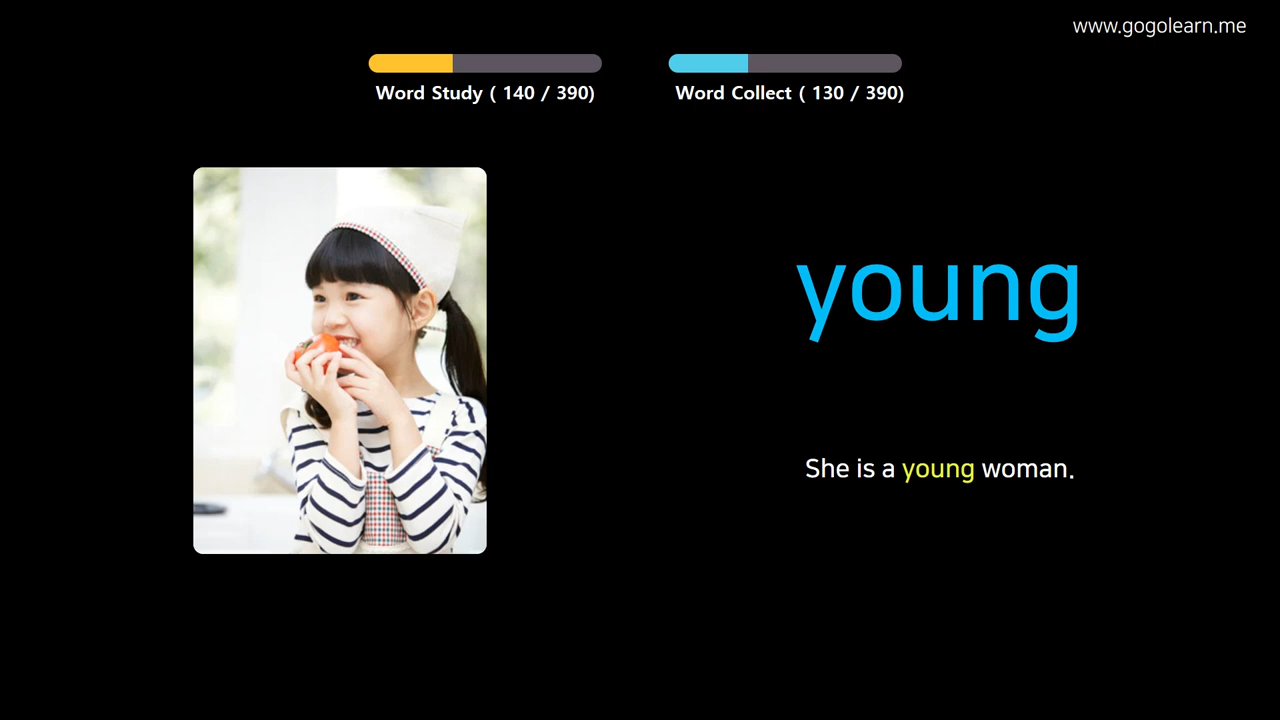 www.gogolearn.me
Word Study ( 140 / 390)
Word Collect ( 130 / 390)
young
She is a young woman.